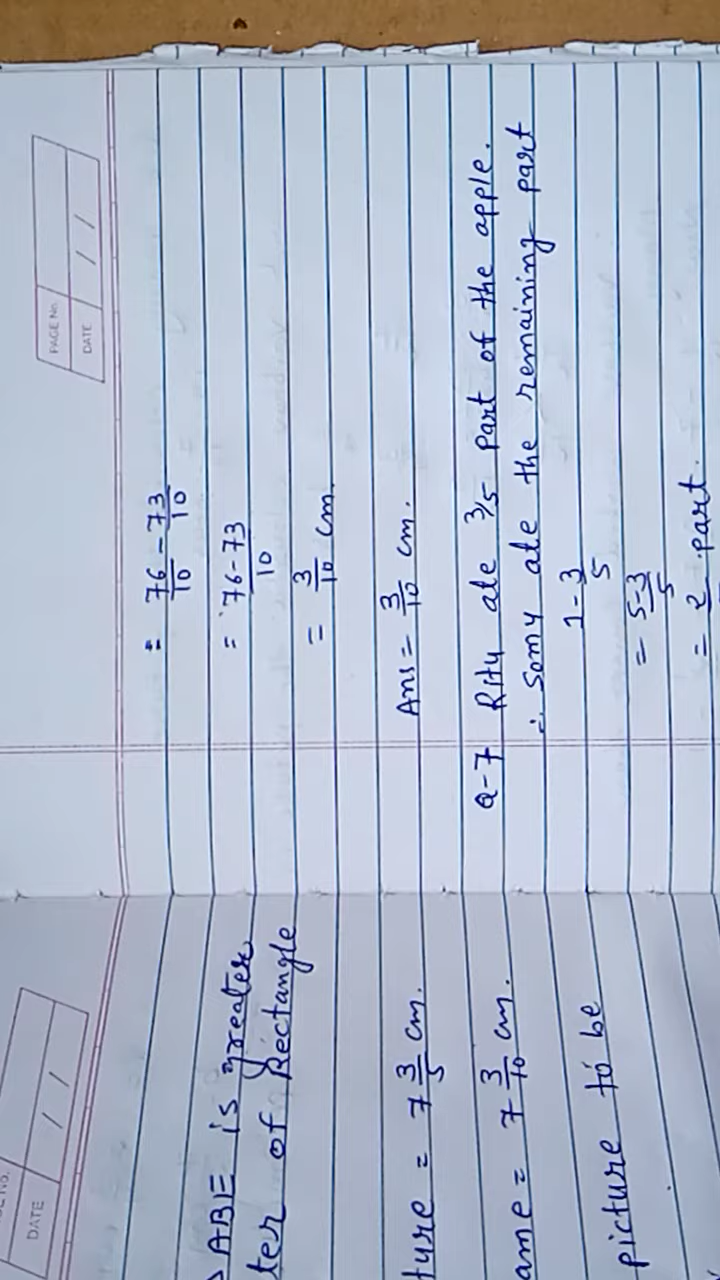 DATE
/ /
ABE is greater
ter of Rectangle
ture = 7 3/5 cm.
ame = 7 3/10 cm.
picture to be
PAGE No.
DATE
/ /
= 76/10 - 73/10
= 76-73/10
= 3/10 cm.
Ans = 3/10 cm.
Q-7 Ritu ate 3/5 part of the apple.
∴ Somy ate the remaining part
1-3/5
= 5-3/5
= 2 part.